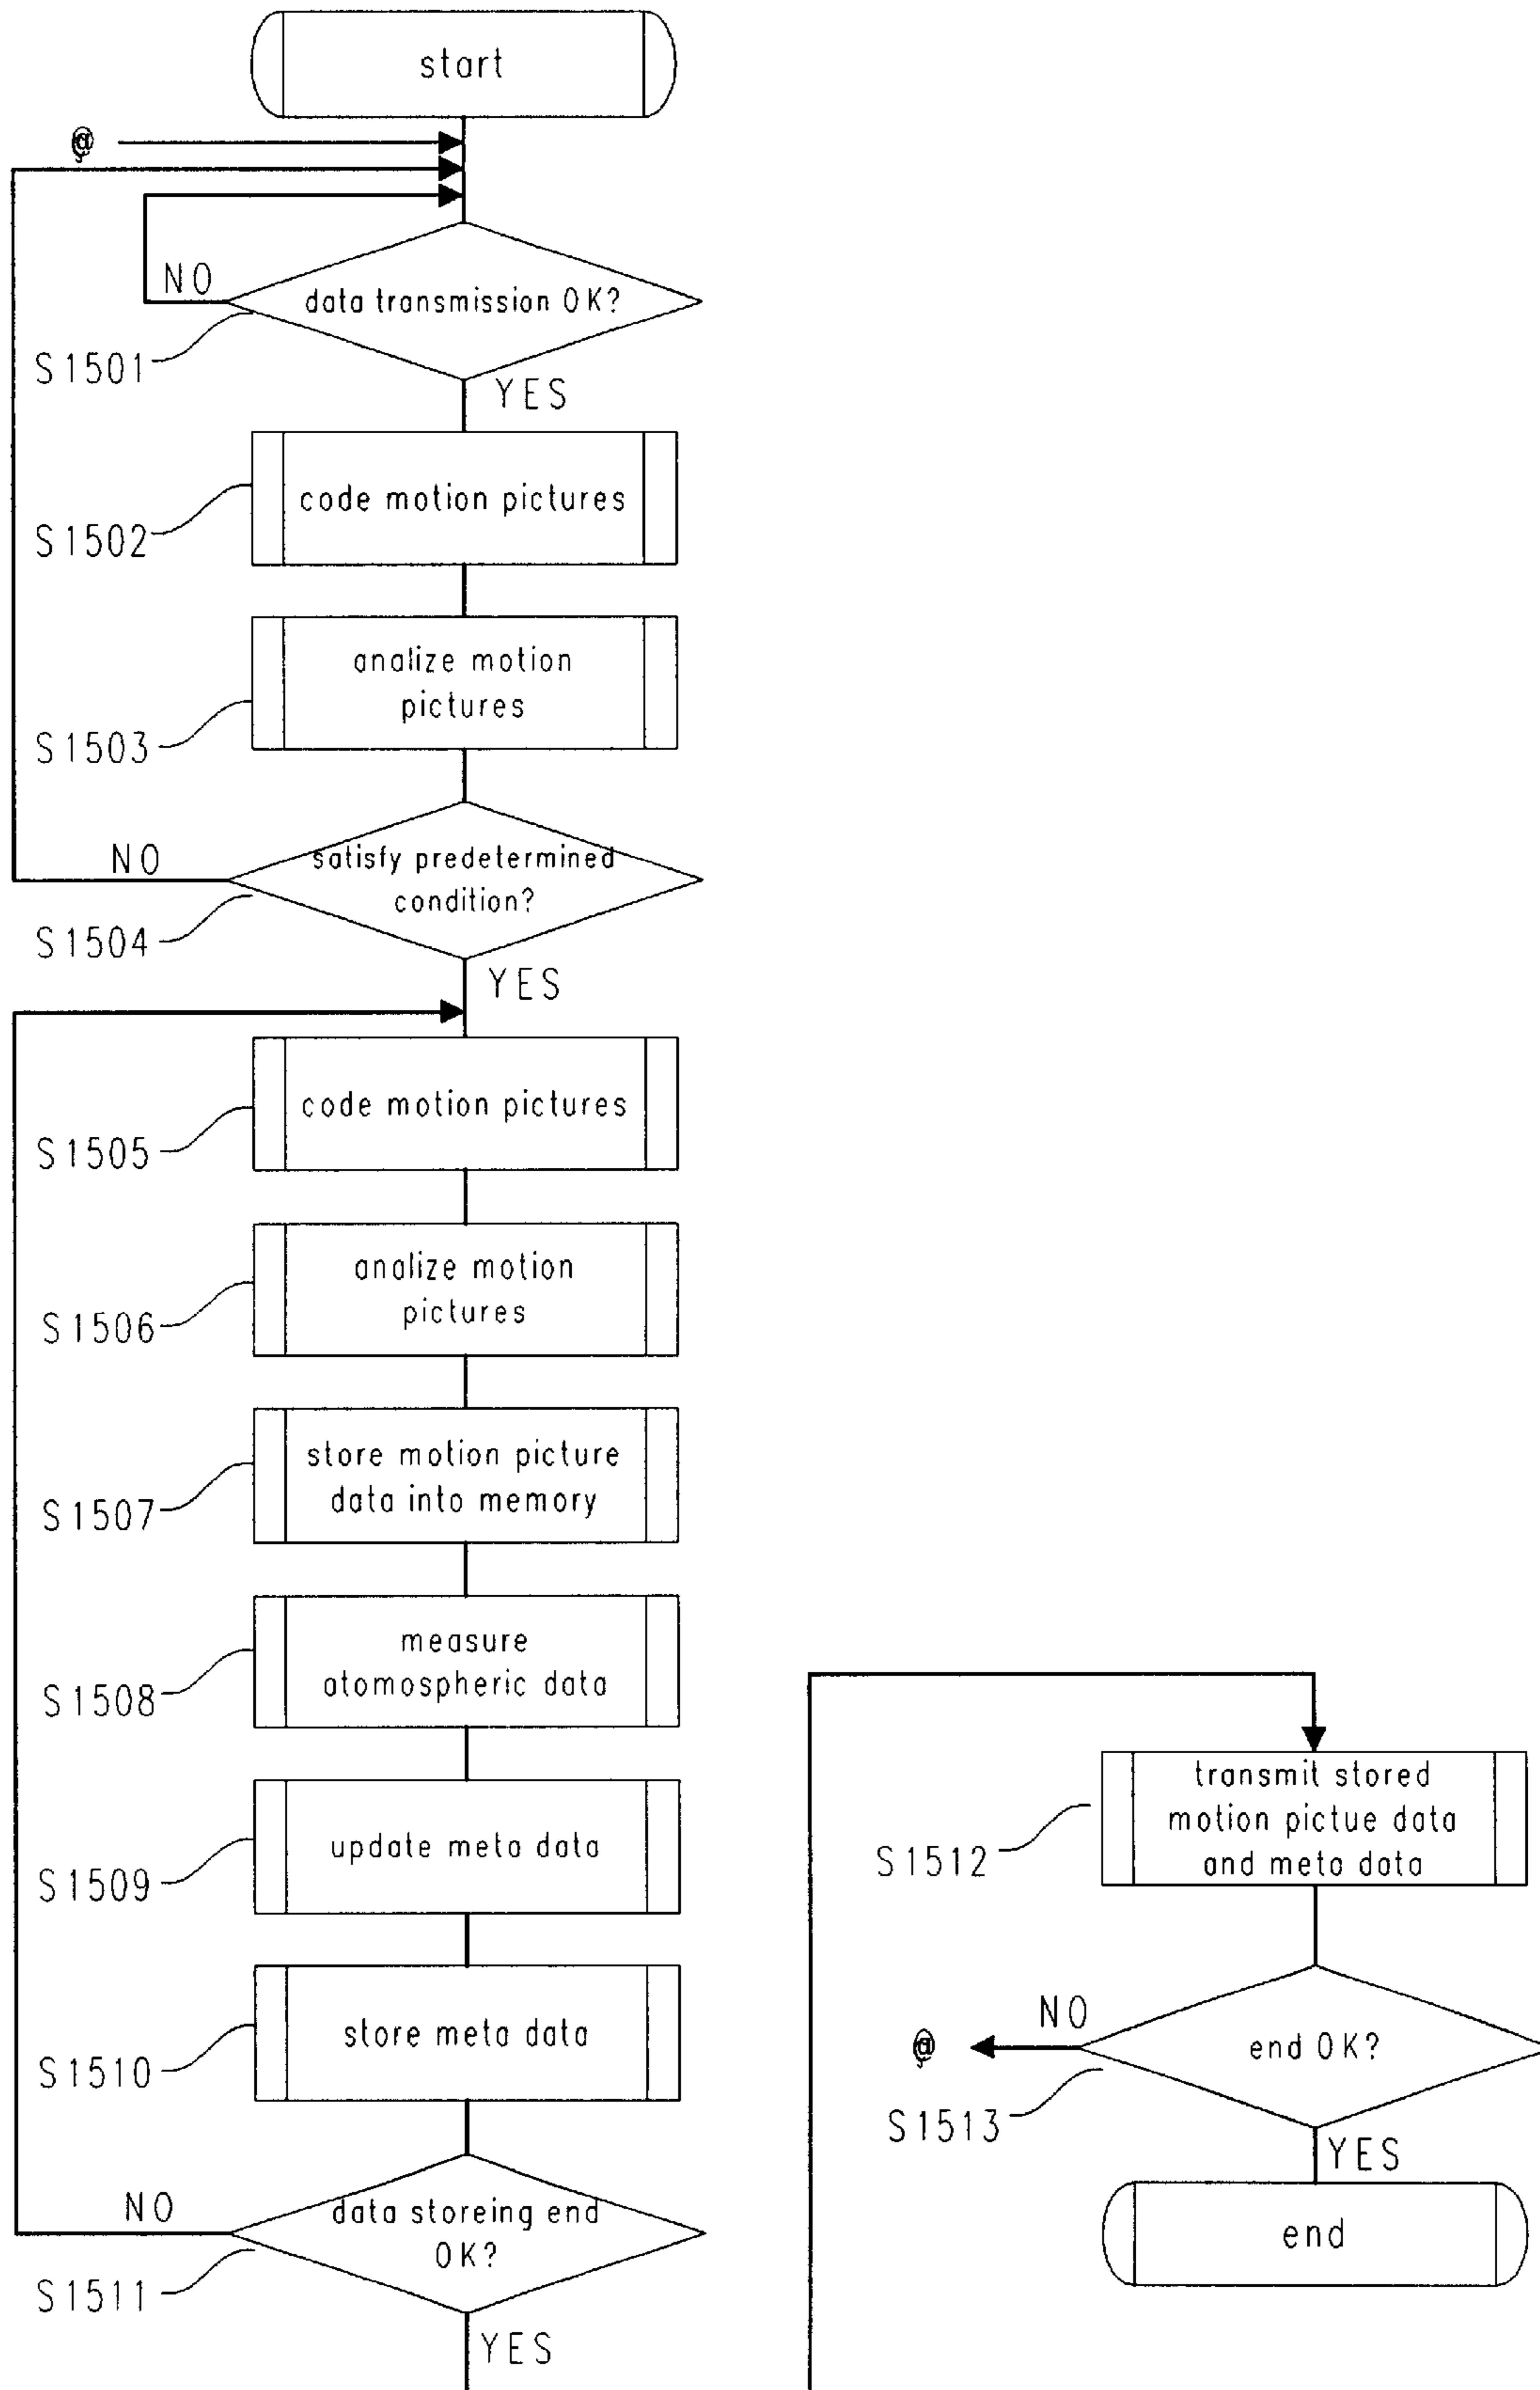 start
@
NO
data transmission OK?
S1501
YES
code motion pictures
S1502
analize motion
pictures
S1503
NO
satisfy predetermined
condition?
S1504
YES
code motion pictures
S1505
analize motion
pictures
S1506
store motion picture
data into memory
S1507
measure
atomospheric data
S1508
update meta data
S1509
store meta data
S1510
NO
data storeing end
OK?
S1511
YES
transmit stored
motion pictue data
and meta data
S1512
NO
@
end OK?
S1513
YES
end